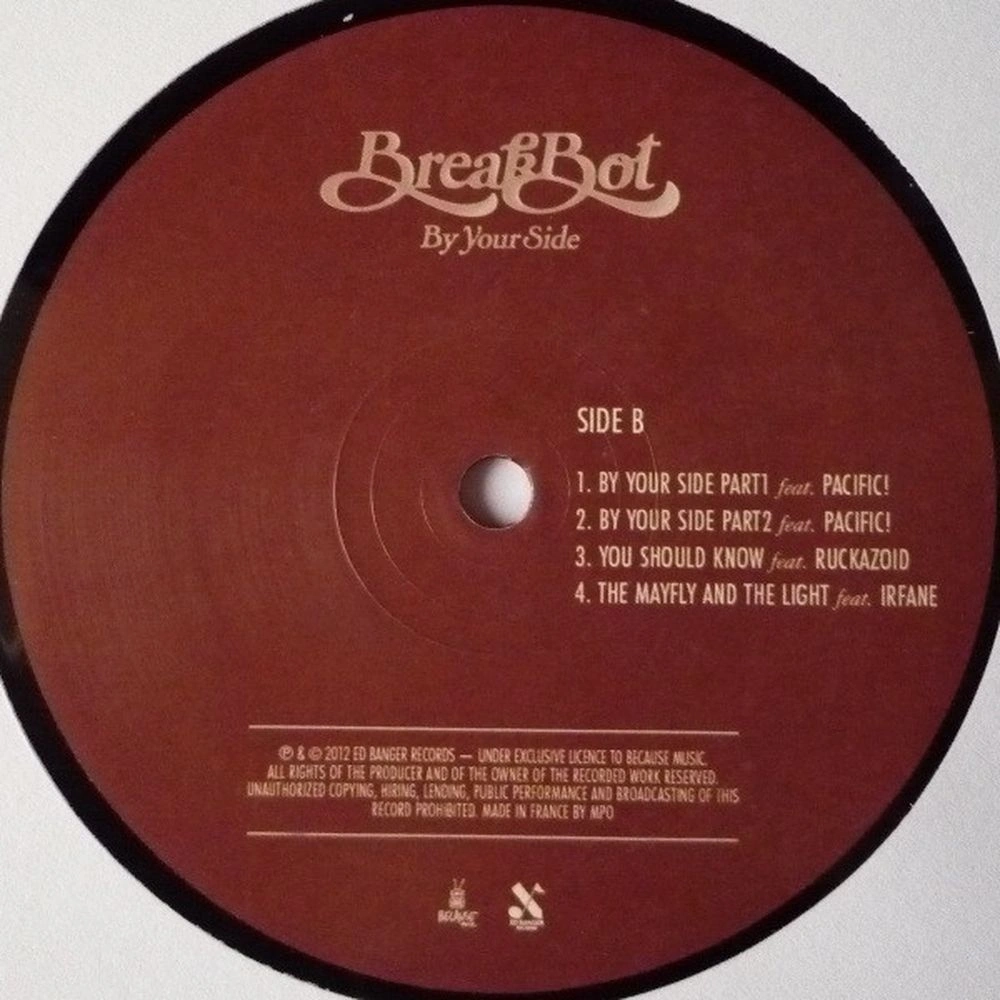 BreakBot
By Your Side
SIDE B
1. BY YOUR SIDE PART1 feat. PACIFIC!
2. BY YOUR SIDE PART2 feat. PACIFIC!
3. YOU SHOULD KNOW feat. RUCKAZOID
4. THE MAYFLY AND THE LIGHT feat. IRFANE
℗ & © 2012 ED BANGER RECORDS — UNDER EXCLUSIVE LICENCE TO BECAUSE MUSIC.
ALL RIGHTS OF THE PRODUCER AND OF THE OWNER OF THE RECORDED WORK RESERVED.
UNAUTHORIZED COPYING, HIRING, LENDING, PUBLIC PERFORMANCE AND BROADCASTING OF THIS
RECORD PROHIBITED. MADE IN FRANCE BY MPO
BECAUSE
ED BANGER